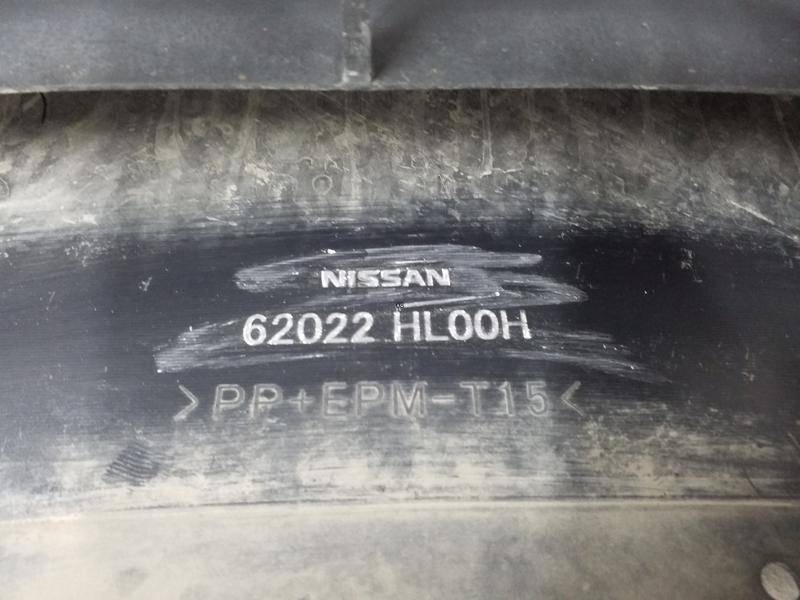 NISSAN
62022 HL00H
>PP+EPM-T15<